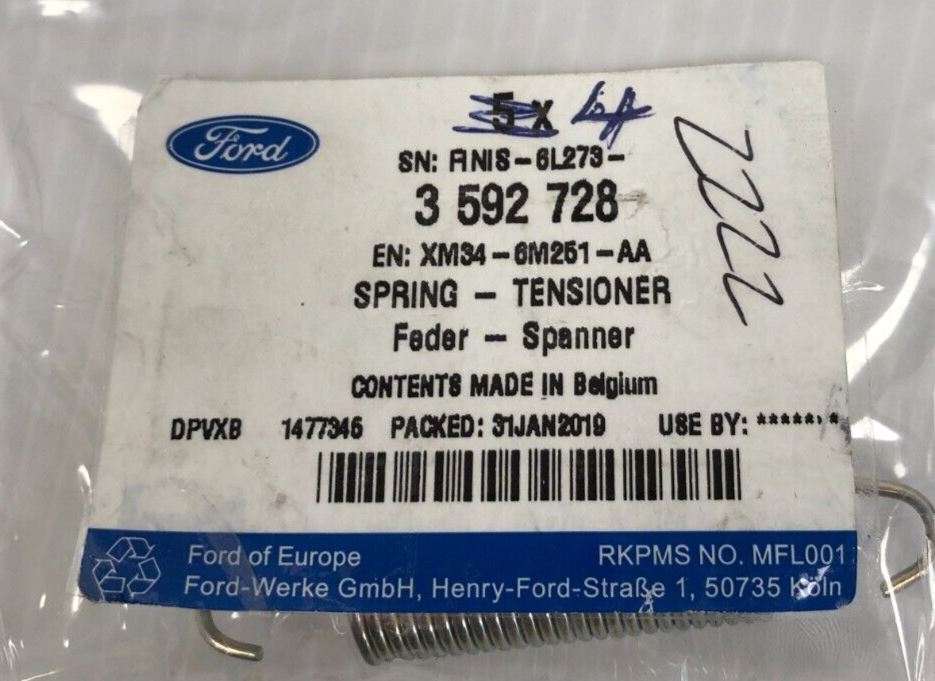 Ford
5 x
SN: FINIS-6L273-
3 592 728
EN: XM34-6M251-AA
SPRING - TENSIONER
Feder - Spanner
CONTENTS MADE IN Belgium
DPVXB 1477345 PACKED: 31JAN2019 USE BY: *******
Ford of Europe RKPMS NO. MFL001
Ford-Werke GmbH, Henry-Ford-Straße 1, 50735 Köln